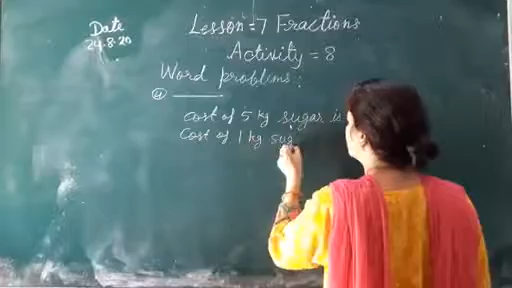 Date
24.8.20
Lesson=7 Fractions
Activity = 8
Word problems:
④
Cost of 5 kg sugar is
Cost of 1 kg sug